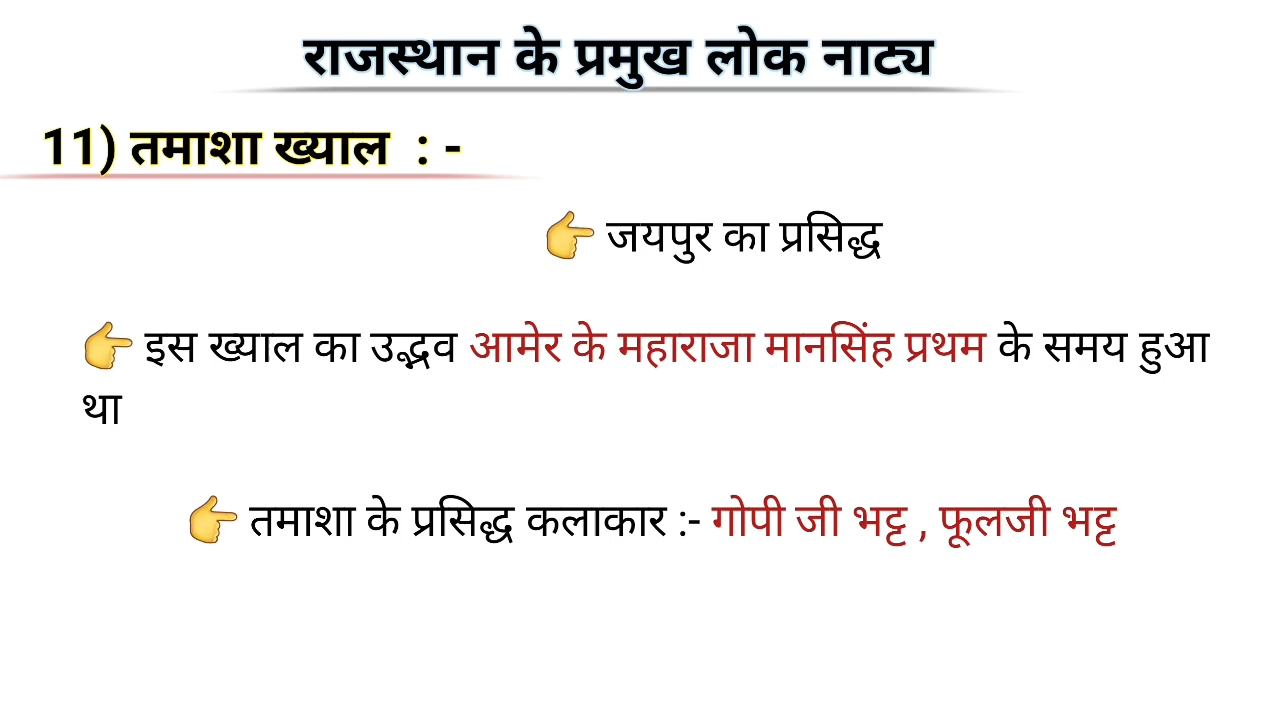 राजस्थान के प्रमुख लोक नाट्य
11) तमाशा ख्याल : -
👉 जयपुर का प्रसिद्ध
👉 इस ख्याल का उद्भव आमेर के महाराजा मानसिंह प्रथम के समय हुआ
था
👉 तमाशा के प्रसिद्ध कलाकार :- गोपी जी भट्ट , फूलजी भट्ट